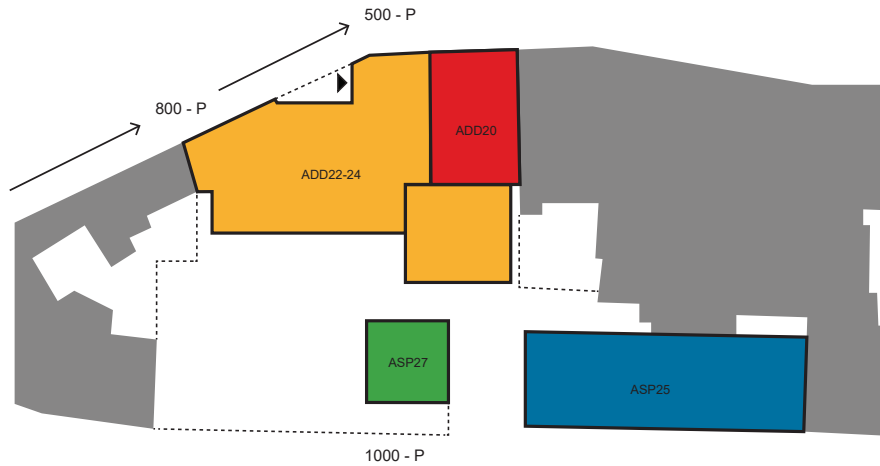 500 - P
800 - P
ADD20
ADD22-24
ASP27
ASP25
1000 - P